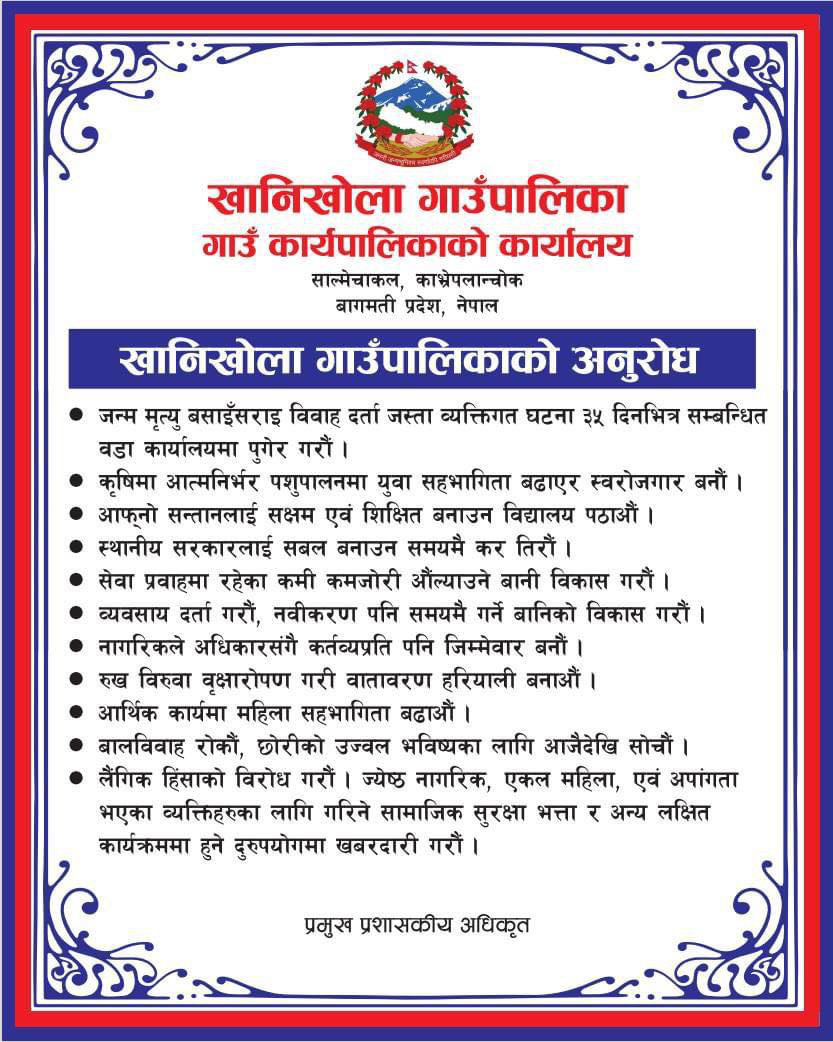 खानिखोला गाउँपालिका
गाउँ कार्यपालिकाको कार्यालय
साल्मेचाकल, काभ्रेपलान्चोक
बागमती प्रदेश, नेपाल
खानिखोला गाउँपालिकाको अनुरोध
● जन्म मृत्यु बसाइँसराइ विवाह दर्ता जस्ता व्यक्तिगत घटना ३५ दिनभित्र सम्बन्धित
वडा कार्यालयमा पुगेर गरौं ।
● कृषिमा आत्मनिर्भर पशुपालनमा युवा सहभागिता बढाएर स्वरोजगार बनौं ।
● आफ्‌नो सन्तानलाई सक्षम एवं शिक्षित बनाउन विद्यालय पठाऔं ।
● स्थानीय सरकारलाई सबल बनाउन समयमै कर तिरौं ।
● सेवा प्रवाहमा रहेका कमी कमजोरी औंल्याउने बानी विकास गरौं ।
● व्यवसाय दर्ता गरौं, नवीकरण पनि समयमै गर्ने बानिको विकास गरौं ।
● नागरिकले अधिकारसंगै कर्तव्यप्रति पनि जिम्मेवार बनौं ।
● रुख विरुवा वृक्षारोपण गरी वातावरण हरियाली बनाऔं ।
● आर्थिक कार्यमा महिला सहभागिता बढाऔं ।
● बालविवाह रोकौं, छोरीको उज्वल भविष्यका लागि आजैदेखि सोचौं ।
● लैंगिक हिंसाको विरोध गरौं । ज्येष्ठ नागरिक, एकल महिला, एवं अपांगता
भएका व्यक्तिहरुका लागि गरिने सामाजिक सुरक्षा भत्ता र अन्य लक्षित
कार्यक्रममा हुने दुरुपयोगमा खबरदारी गरौं ।
प्रमुख प्रशासकीय अधिकृत